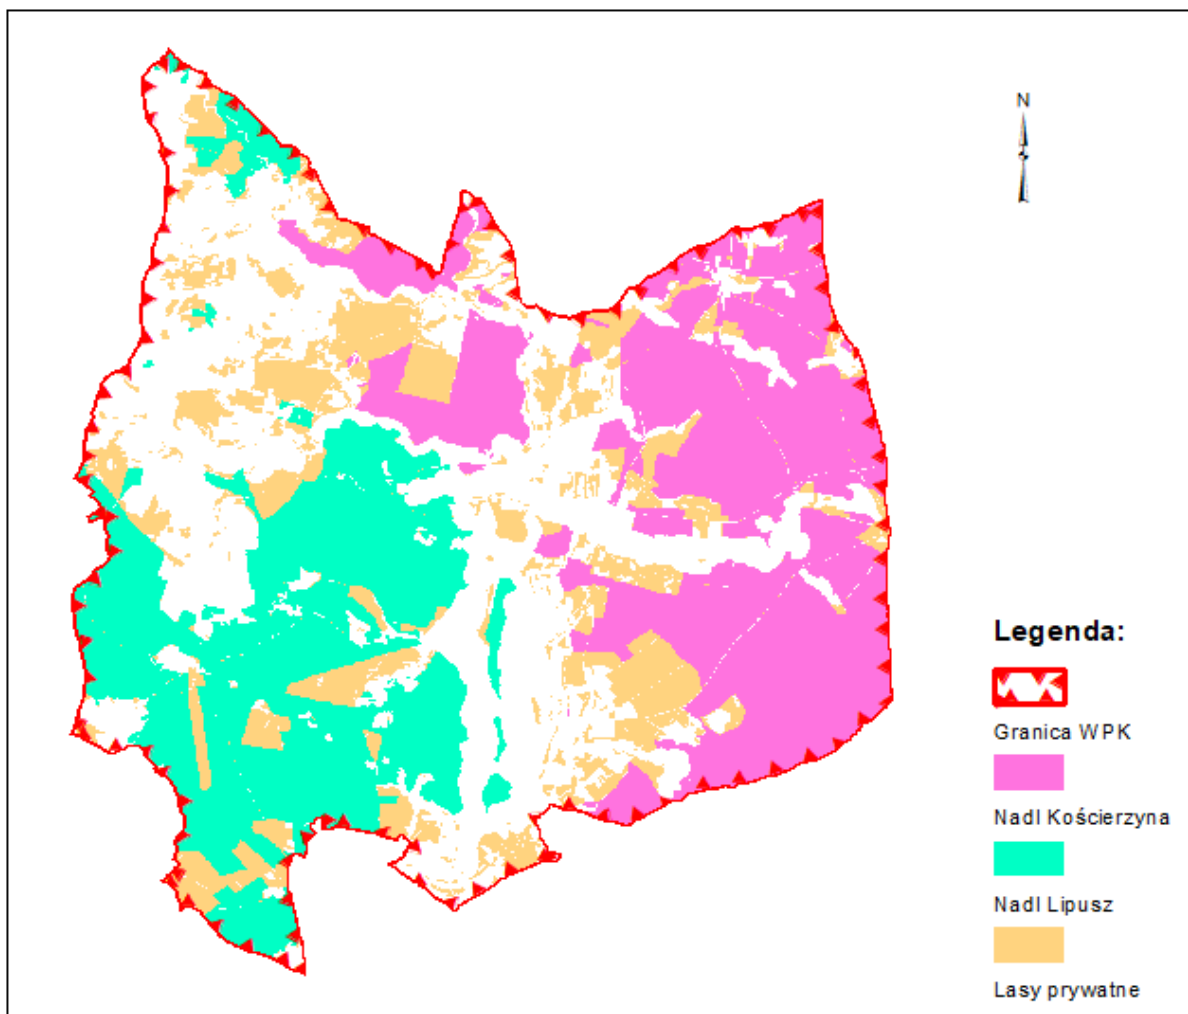 N
Legenda:
Granica WPK
Nadl Kościerzyna
Nadl Lipusz
Lasy prywatne